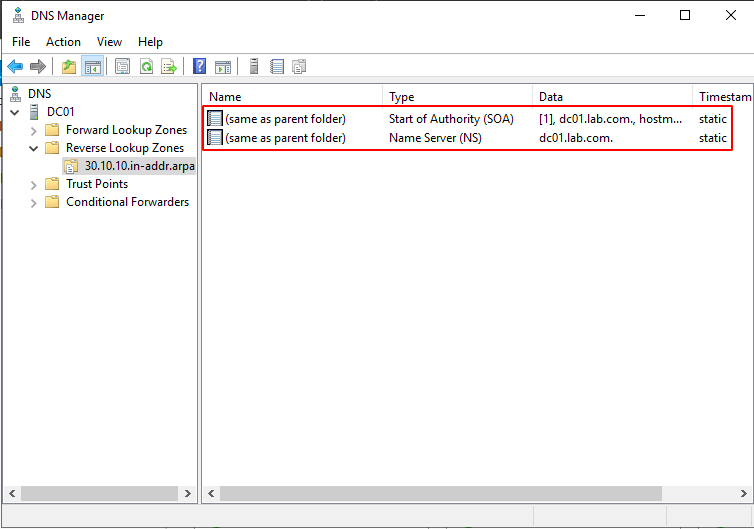 DNS Manager
File Action View Help
DNS
DC01
Forward Lookup Zones
Reverse Lookup Zones
30.10.10.in-addr.arpa
Trust Points
Conditional Forwarders
Name Type Data Timestam
(same as parent folder) Start of Authority (SOA) [1], dc01.lab.com., hostm... static
(same as parent folder) Name Server (NS) dc01.lab.com. static